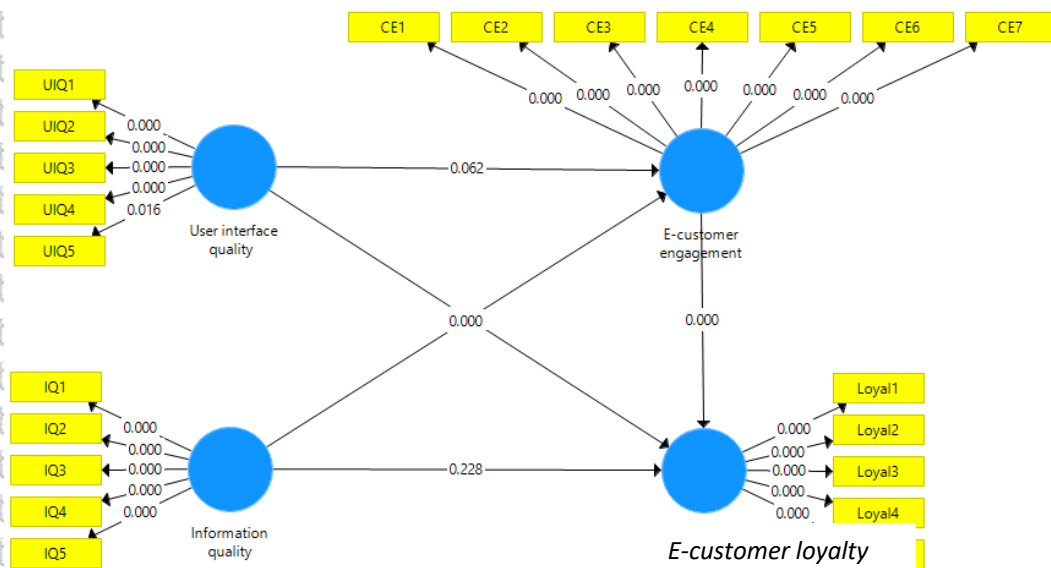 CE1 CE2 CE3 CE4 CE5 CE6 CE7
0.000 0.000 0.000 0.000 0.000 0.000 0.000
UIQ1
UIQ2
UIQ3
UIQ4
UIQ5
0.000
0.000
0.000
0.000
0.016
User interface
quality
0.062
E-customer
engagement
0.000
0.000
IQ1
IQ2
IQ3
IQ4
IQ5
0.000
0.000
0.000
0.000
0.000
Information
quality
0.228
Loyal1
Loyal2
Loyal3
Loyal4
0.000
0.000
0.000
0.000
0.000
E-customer loyalty